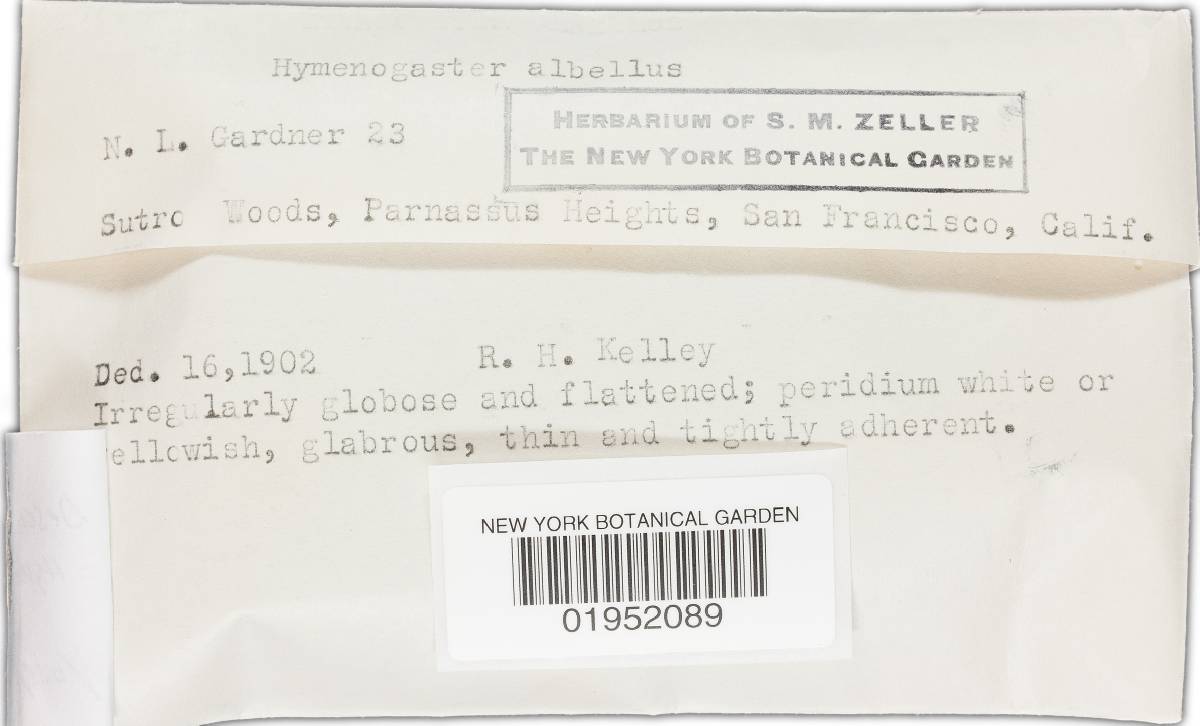 Hymenogaster albellus
HERBARIUM OF S. M. ZELLER
THE NEW YORK BOTANICAL GARDEN
N. L. Gardner 23
Sutro Woods, Parnassus Heights, San Francisco, Calif.
Ded. 16,1902 R. H. Kelley
Irregularly globose and flattened; peridium white or
ellowish, glabrous, thin and tightly adherent.
NEW YORK BOTANICAL GARDEN
01952089